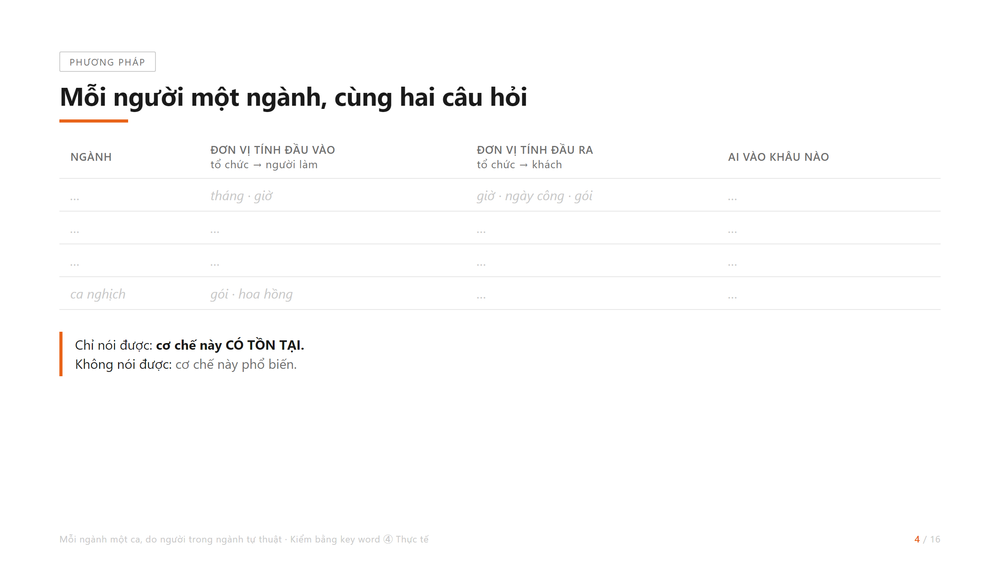 PHƯƠNG PHÁP
Mỗi người một ngành, cùng hai câu hỏi
NGÀNH
ĐƠN VỊ TÍNH ĐẦU VÀO
tổ chức → người làm
ĐƠN VỊ TÍNH ĐẦU RA
tổ chức → khách
AI VÀO KHÂU NÀO
... tháng · giờ giờ · ngày công · gói ...
... ... ... ...
... ... ... ...
ca nghịch gói · hoa hồng ... ...
Chỉ nói được: cơ chế này CÓ TỒN TẠI.
Không nói được: cơ chế này phổ biến.
Mỗi ngành một ca, do người trong ngành tự thuật · Kiểm bằng key word ④ Thực tế
4 / 16